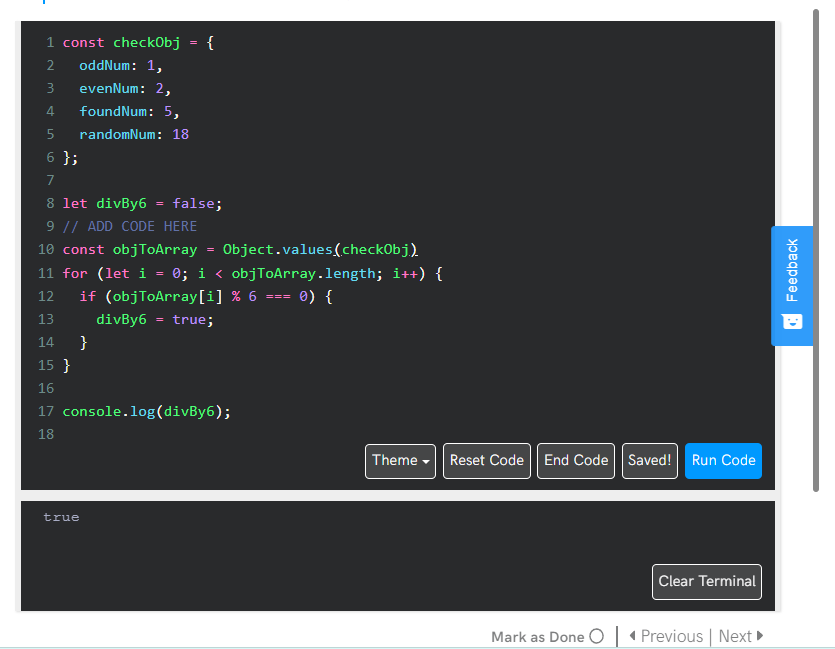 1 const checkObj = {
2   oddNum: 1,
3   evenNum: 2,
4   foundNum: 5,
5   randomNum: 18
6 };
7
8 let divBy6 = false;
9 // ADD CODE HERE
10 const objToArray = Object.values(checkObj)
11 for (let i = 0; i < objToArray.length; i++) {
12   if (objToArray[i] % 6 === 0) {
13     divBy6 = true;
14   }
15 }
16
17 console.log(divBy6);
18
Feedback
Theme Reset Code End Code Saved! Run Code
true
Clear Terminal
Mark as Done | Previous | Next